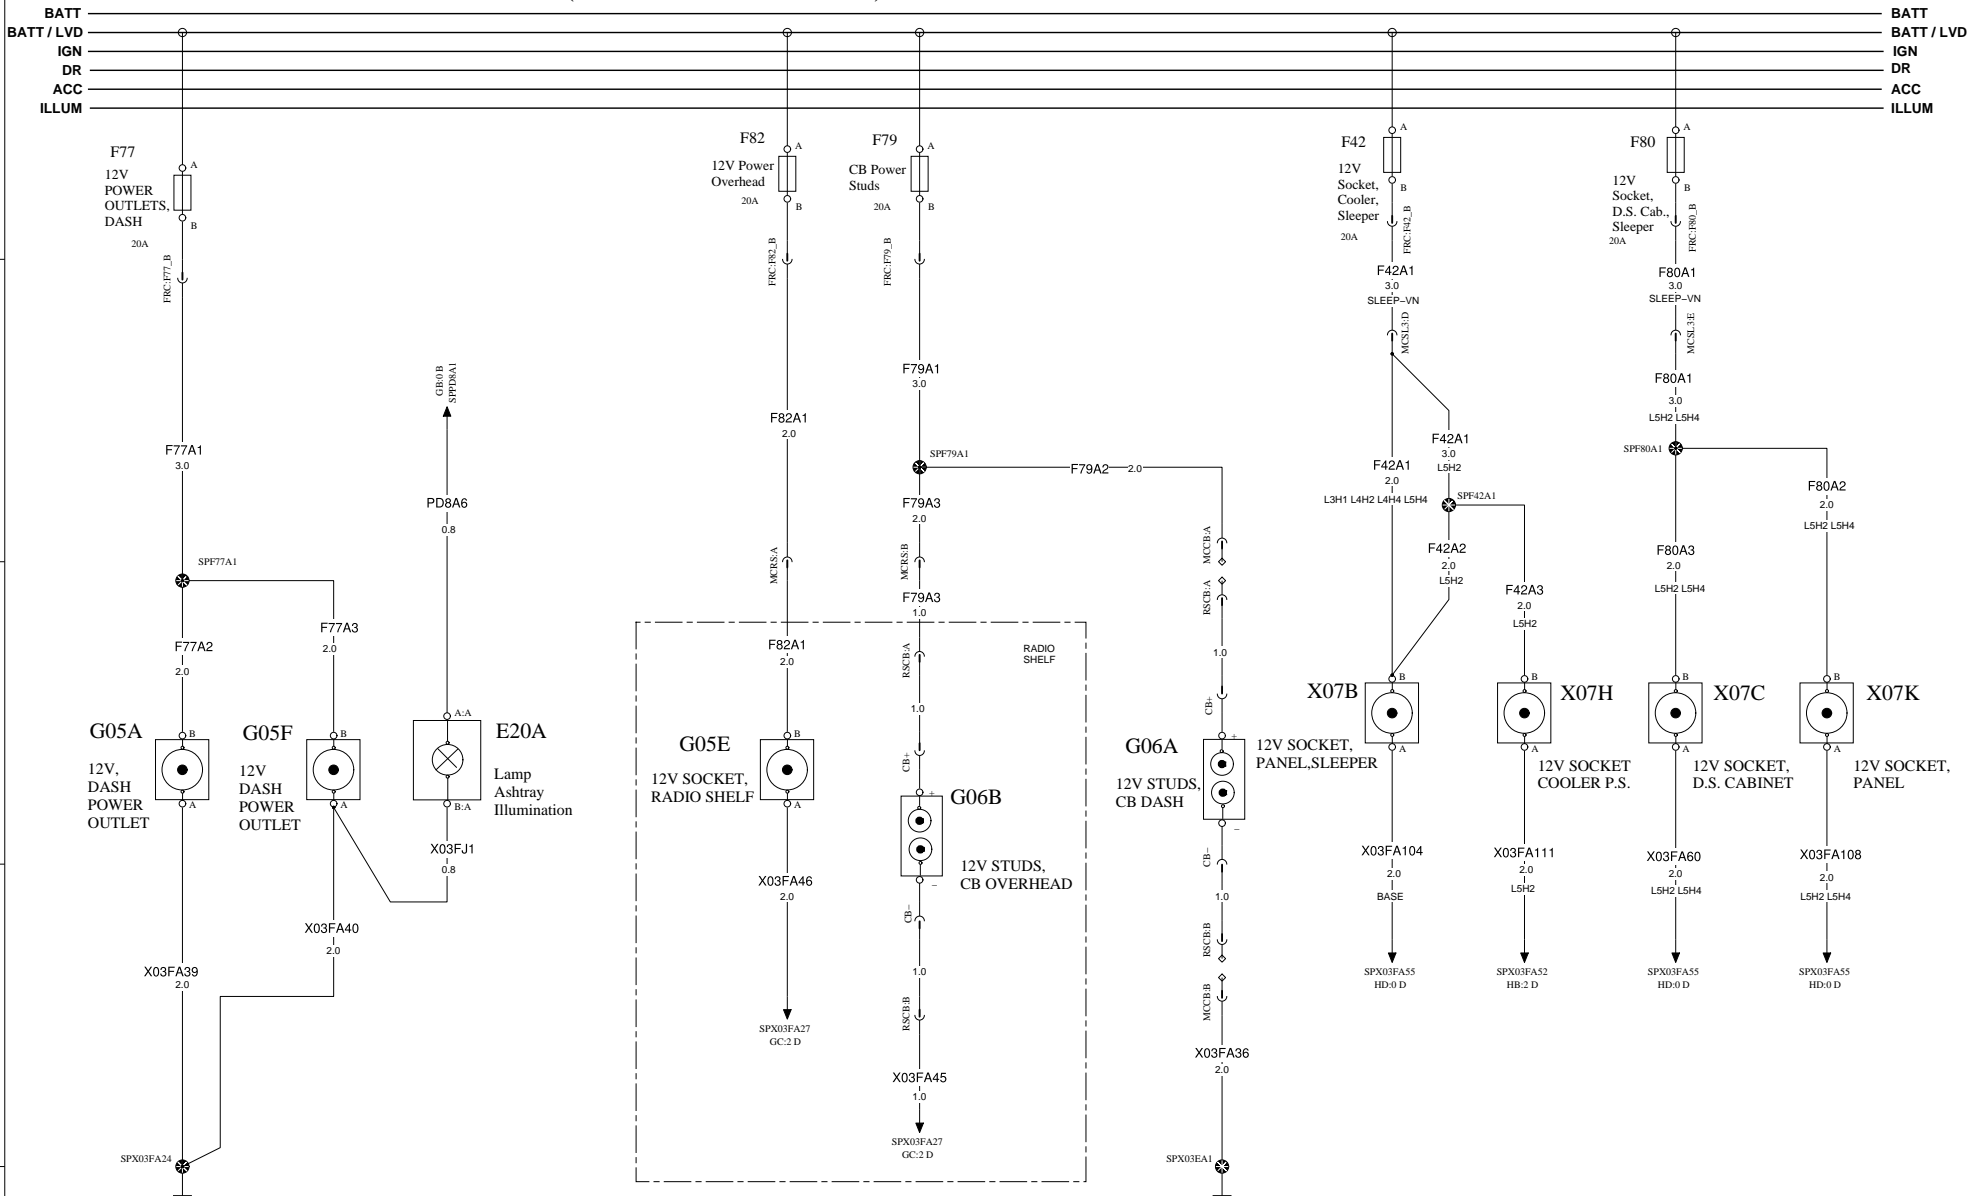 BATT
BATT
BATT / LVD
BATT / LVD
IGN
IGN
DR
DR
ACC
ACC
ILLUM
ILLUM
F77
A
12V
POWER
OUTLETS,
DASH
B
20A
FRC:F77_B
F82
A
12V Power
Overhead
20A
B
FRC:F82_B
F79
A
CB Power
Studs
20A
B
FRC:F79_B
F42
A
12V
Socket,
Cooler,
Sleeper
B
20A
FRC:F42_B
F80
A
12V
Socket,
D.S. Cab.,
Sleeper
B
20A
FRC:F80_B
F42A1
3.0
SLEEP–VN
MCSL3:D
F80A1
3.0
SLEEP–VN
MCSL3:E
GB:0 B
SPPD8A1
F79A1
3.0
F80A1
3.0
L5H2 L5H4
F82A1
2.0
F77A1
3.0
SPF79A1
F79A2
2.0
F42A1
3.0
L5H2
SPF80A1
F42A1
2.0
L3H1 L4H2 L4H4 L5H4
SPF42A1
F80A2
2.0
L5H2 L5H4
PD8A6
0.8
F79A3
2.0
MCRS:A
MCRS:B
MCCB:A
RSCB:A
F42A2
2.0
L5H2
F80A3
2.0
L5H2 L5H4
SPF77A1
F79A3
1.0
F42A3
2.0
L5H2
F77A3
2.0
F77A2
2.0
F82A1
2.0
RSCB:A
RADIO
SHELF
1.0
1.0
CB+
X07B
B
X07H
B
X07C
B
X07K
B
A
A
A
A
G05A
B
12V,
DASH
POWER
OUTLET
A
G05F
B
12V
DASH
POWER
OUTLET
A
A:A
E20A
Lamp
Ashtray
Illumination
B:A
G05E
B
12V SOCKET,
RADIO SHELF
A
CB+
+
G06B
12V STUDS,
CB OVERHEAD
–
G06A
+
12V STUDS,
CB DASH
–
12V SOCKET,
PANEL,SLEEPER
12V SOCKET
COOLER P.S.
12V SOCKET,
D.S. CABINET
12V SOCKET,
PANEL
X03FJ1
0.8
X03FA46
2.0
CB–
CB–
1.0
X03FA104
2.0
BASE
X03FA111
2.0
L5H2
X03FA60
2.0
L5H2 L5H4
X03FA108
2.0
L5H2 L5H4
X03FA40
2.0
X03FA39
2.0
1.0
RSCB:B
RSCB:B
MCCB:B
SPX03FA55
HD:0 D
SPX03FA52
HB:2 D
SPX03FA55
HD:0 D
SPX03FA55
HD:0 D
SPX03FA27
GC:2 D
X03FA36
2.0
X03FA45
1.0
SPX03FA27
GC:2 D
SPX03FA24
SPX03EA1